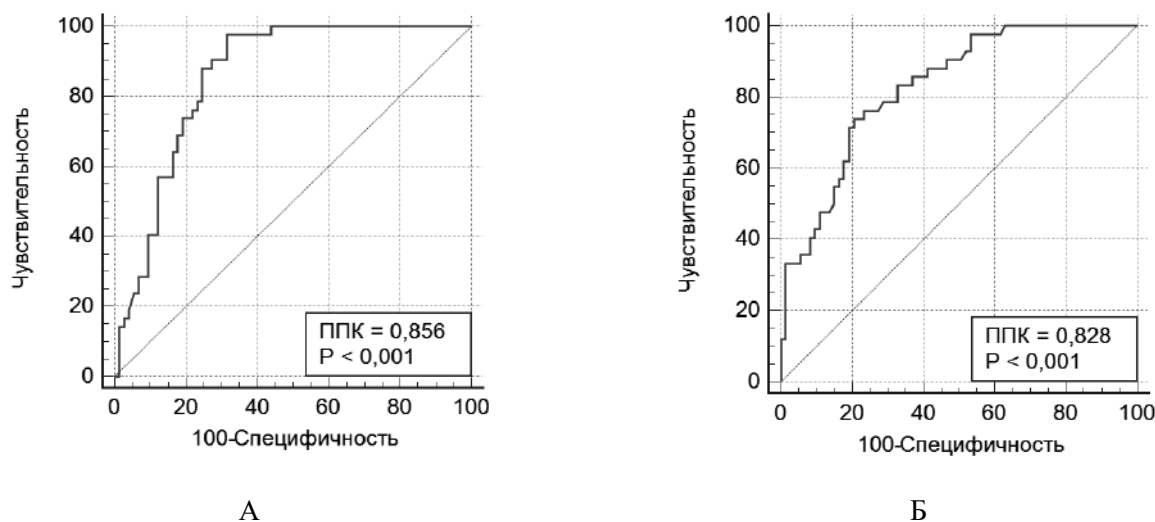 100
80
60
40
20
0
Чувствительность
ППК = 0,856
P < 0,001
0 20 40 60 80 100
100-Специфичность
А
100
80
60
40
20
0
Чувствительность
ППК = 0,828
P < 0,001
0 20 40 60 80 100
100-Специфичность
Б